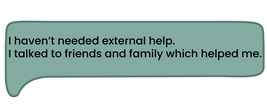 I haven't needed external help.
I talked to friends and family which helped me.